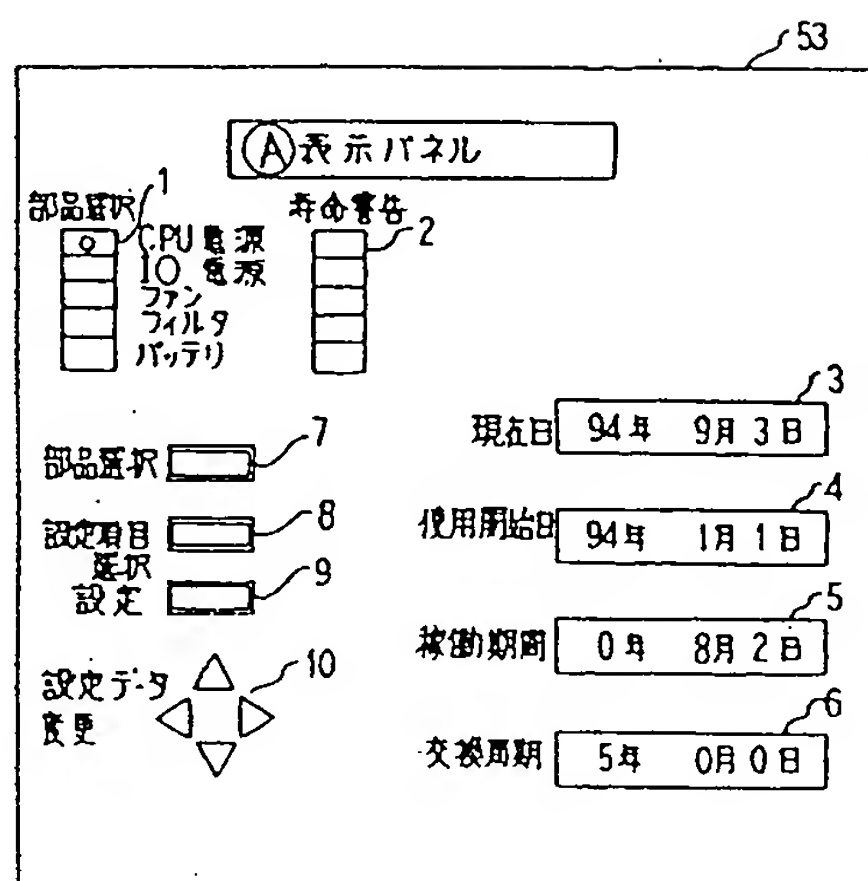 53
Ⓐ表示パネル
部品選択 1 寿命警告
CPU電源 2
IO電源
ファン
フィルタ
バッテリ
3
現在日 94年 9月3日
部品選択 7
4
使用開始日 94年 1月1日
設定項目 8
選択
設定 9
5
稼働期間 0年 8月2日
設定データ 10
変更
6
交換周期 5年 0月0日